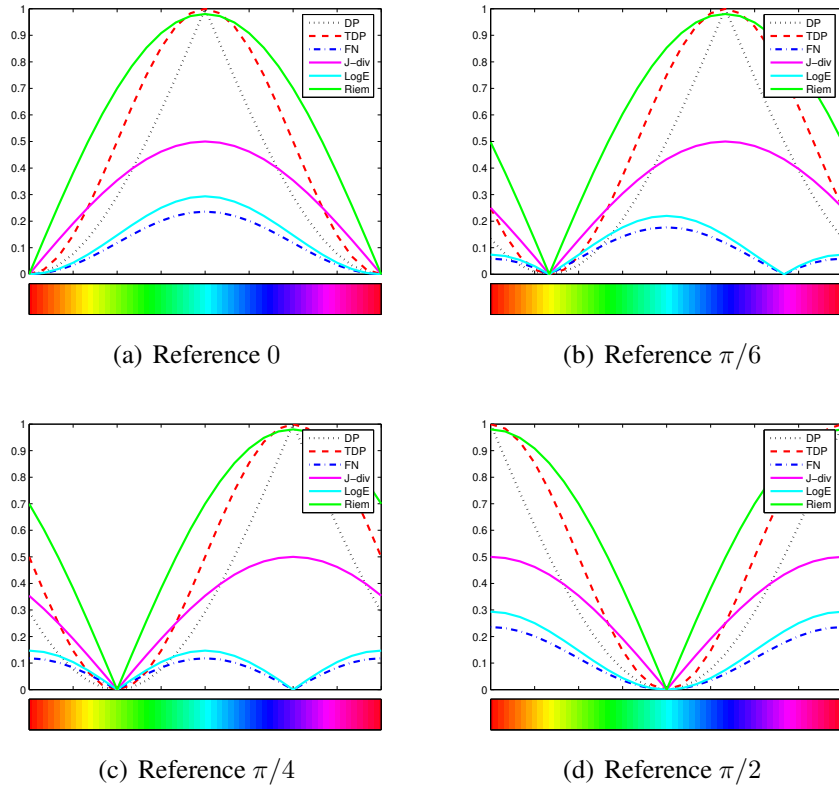 1
0.9
0.8
0.7
0.6
0.5
0.4
0.3
0.2
0.1
0
DP
TDP
FN
J-div
LogE
Riem
(a) Reference 0
1
0.9
0.8
0.7
0.6
0.5
0.4
0.3
0.2
0.1
0
DP
TDP
FN
J-div
LogE
Riem
(b) Reference π/6
1
0.9
0.8
0.7
0.6
0.5
0.4
0.3
0.2
0.1
0
DP
TDP
FN
J-div
LogE
Riem
(c) Reference π/4
1
0.9
0.8
0.7
0.6
0.5
0.4
0.3
0.2
0.1
0
DP
TDP
FN
J-div
LogE
Riem
(d) Reference π/2